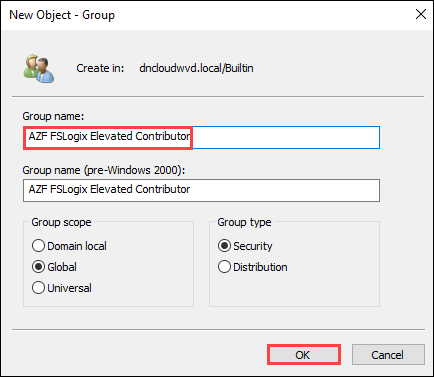 New Object - Group
Create in: dncloudwvd.local/Builtin
Group name:
AZF FSLogix Elevated Contributor
Group name (pre-Windows 2000):
AZF FSLogix Elevated Contributor
Group scope
Domain local
Global
Universal
Group type
Security
Distribution
OK
Cancel